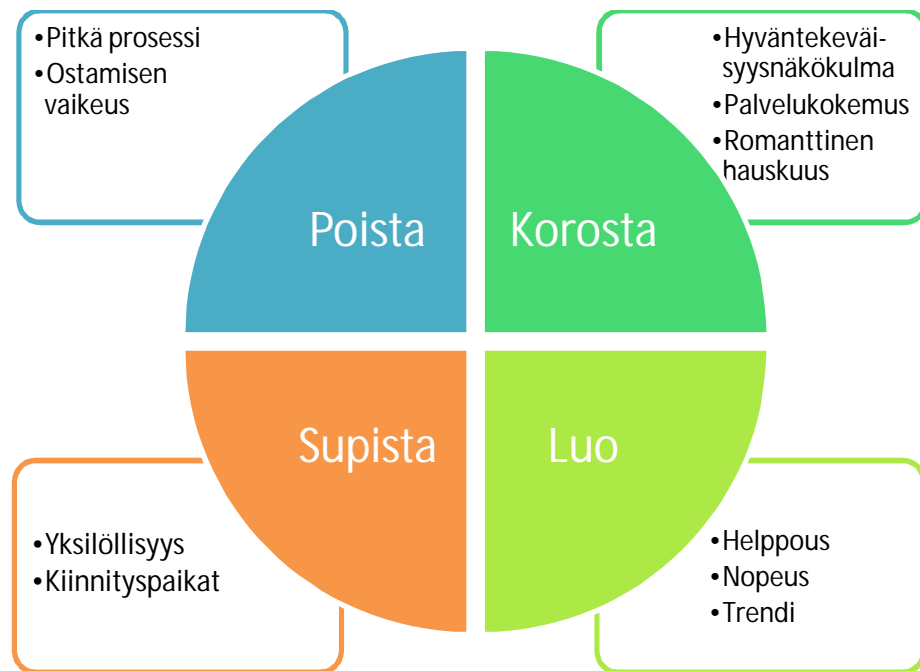 •Pitkä prosessi
•Ostamisen
vaikeus
•Hyväntekeväi-
syysnäkökulma
•Palvelukokemus
•Romanttinen
hauskuus
Poista
Korosta
Supista
Luo
•Yksilöllisyys
•Kiinnityspaikat
•Helppous
•Nopeus
•Trendi